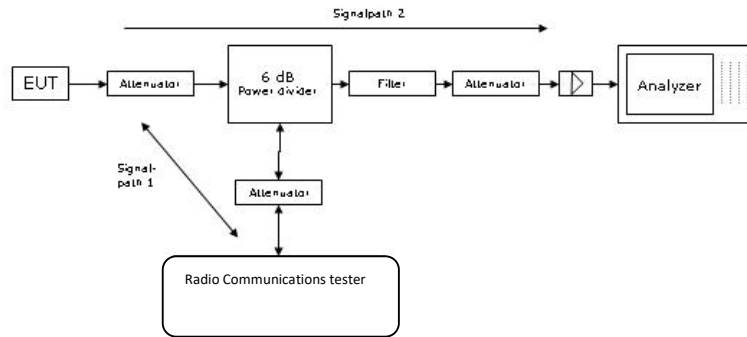 Signalpath 2
EUT
Attenuator
6 dB
Power divider
Filter
Attenuator
Analyzer
Signal-
path 1
Attenuator
Radio Communications tester